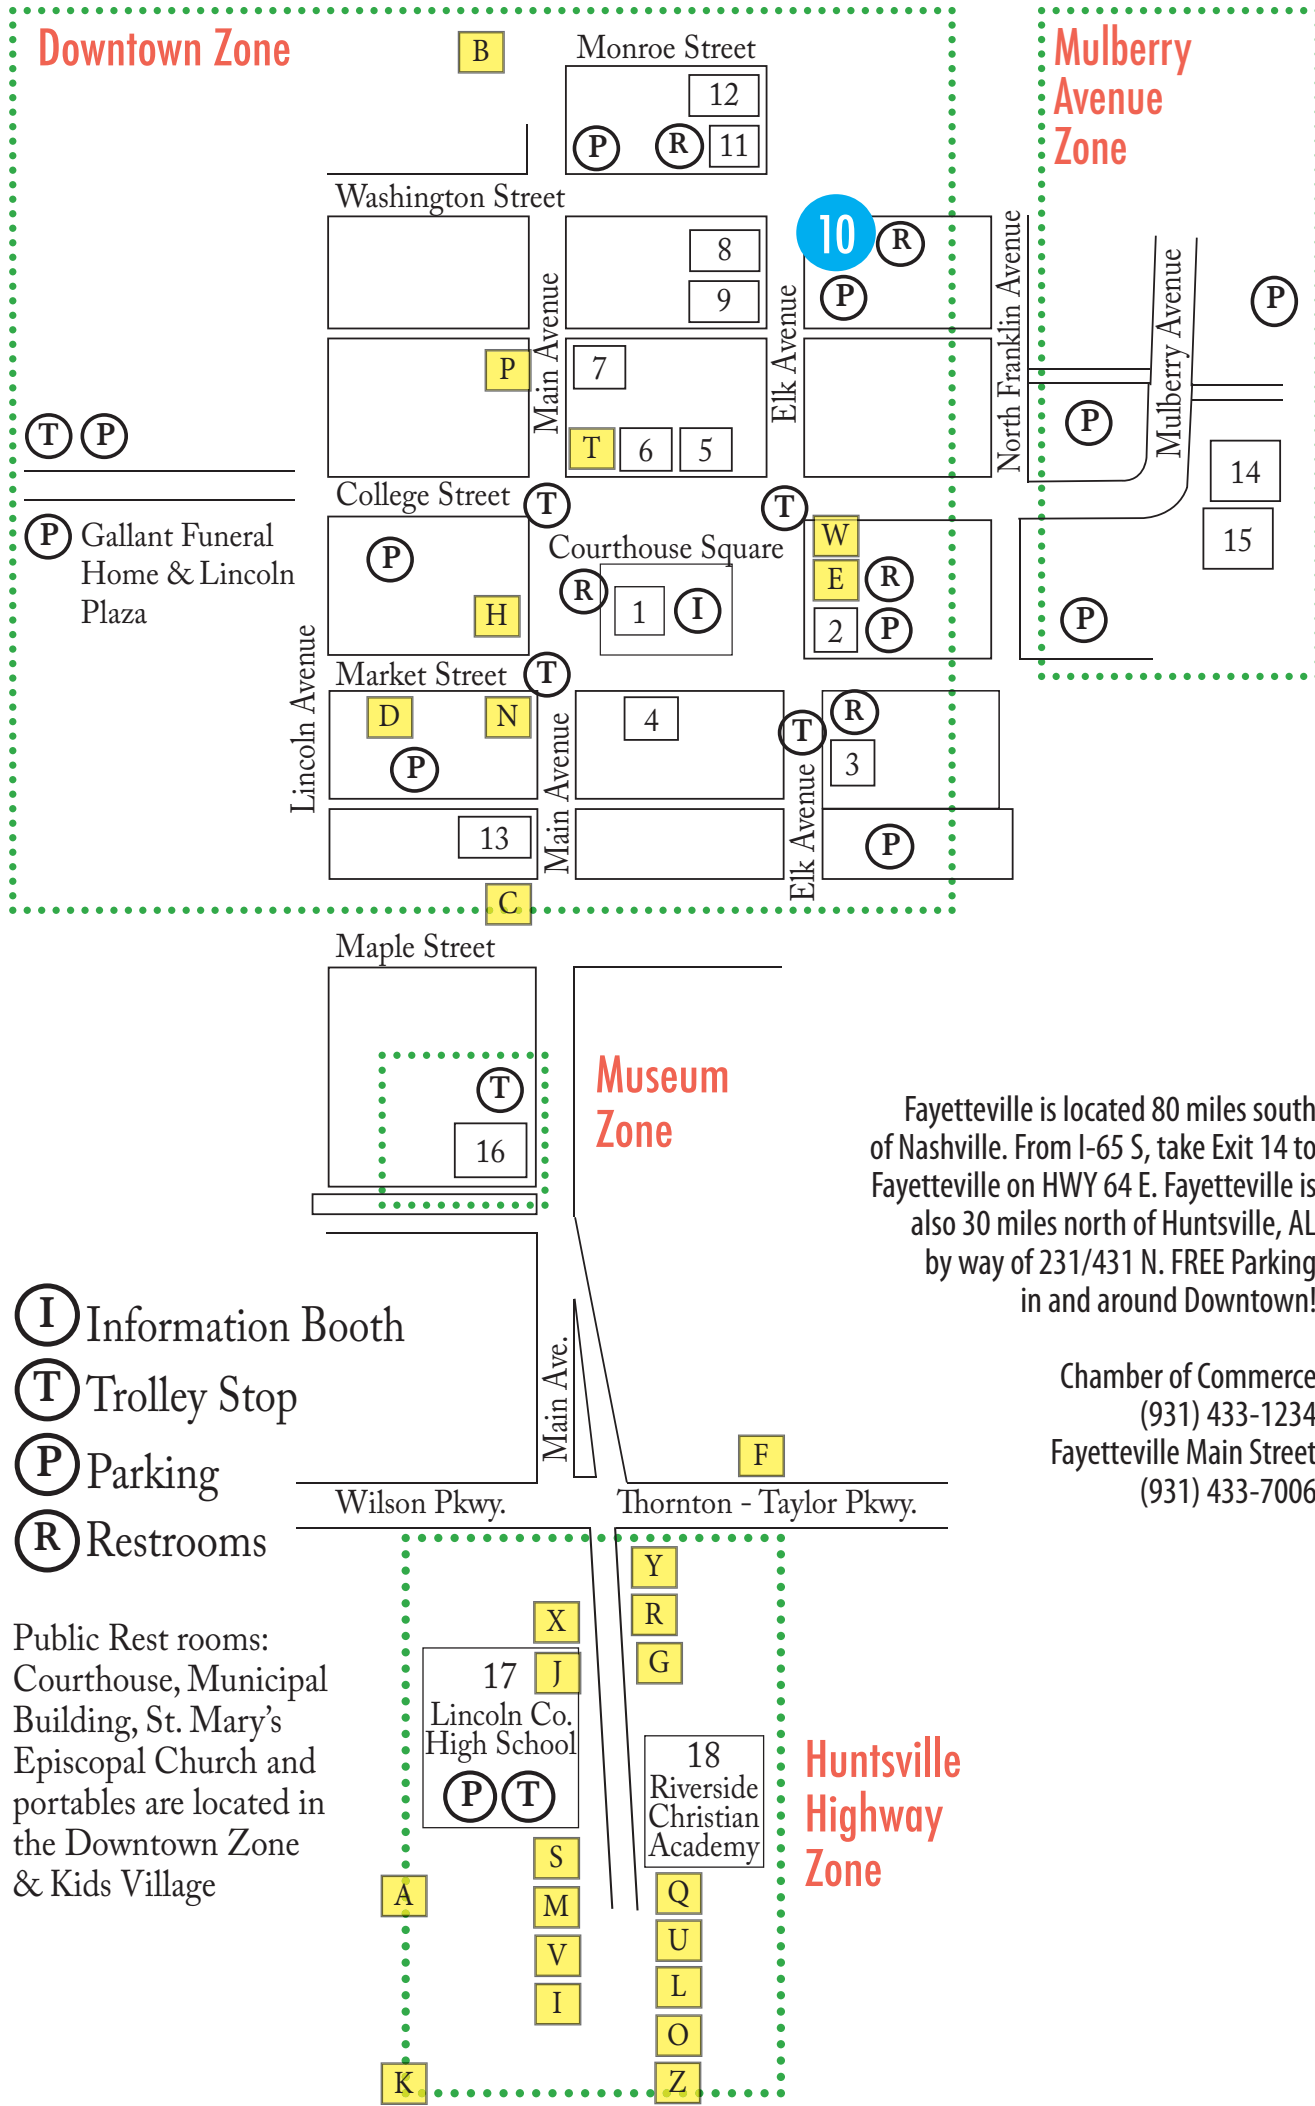 Downtown Zone
B
Monroe Street
12
P
R
11
Mulberry
Avenue
Zone
Washington Street
10
R
8
9
P
P
Main Avenue
Elk Avenue
North Franklin Avenue
Mulberry Avenue
P
7
T
6
5
P
T
P
14
15
College Street
T
T
P
Gallant Funeral
Home & Lincoln
Plaza
P
H
Courthouse Square
R
1
I
W
E
R
2
P
P
Lincoln Avenue
Market Street
T
D
N
P
4
T
R
3
Main Avenue
Elk Avenue
13
P
C
Maple Street
T
16
Museum
Zone
Fayetteville is located 80 miles south
of Nashville. From I-65 S, take Exit 14 to
Fayetteville on HWY 64 E. Fayetteville is
also 30 miles north of Huntsville, AL
by way of 231/431 N. FREE Parking
in and around Downtown!
Chamber of Commerce
(931) 433-1234
Fayetteville Main Street
(931) 433-7006
I Information Booth
T Trolley Stop
P Parking
R Restrooms
Main Ave.
F
Wilson Pkwy.
Thornton - Taylor Pkwy.
Public Rest rooms:
Courthouse, Municipal
Building, St. Mary's
Episcopal Church and
portables are located in
the Downtown Zone
& Kids Village
Y
R
G
X
J
17
Lincoln Co.
High School
P
T
18
Riverside
Christian
Academy
Huntsville
Highway
Zone
S
M
V
I
A
K
Q
U
L
O
Z